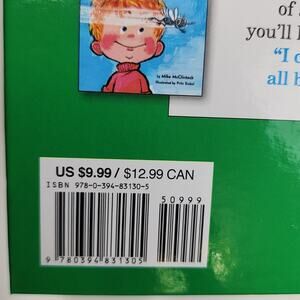 of
you'll
"I
all b
by Mike McClintock
Illustrated by Fritz Siebel
US $9.99 / $12.99 CAN
ISBN 978-0-394-83130-5
50999
9 780394 831305